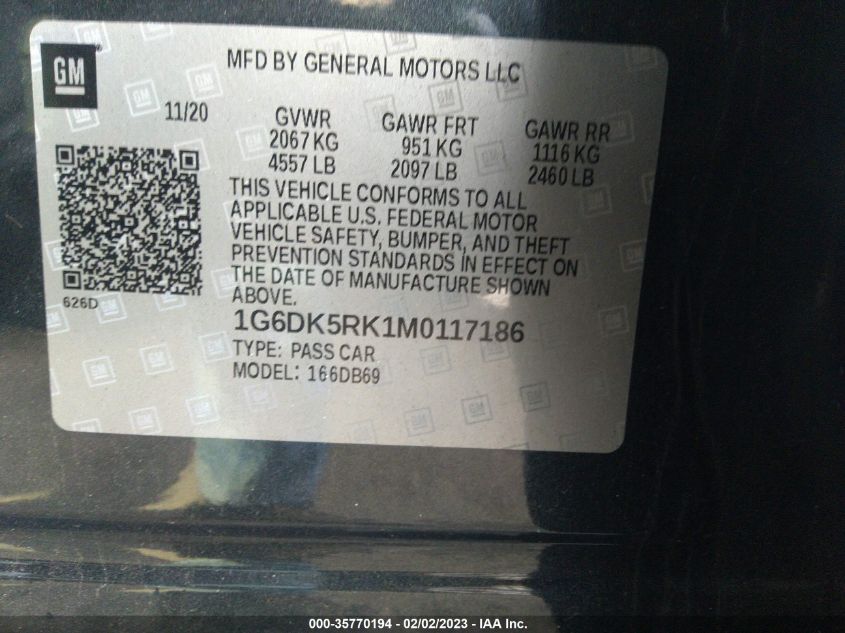 GM
®
MFD BY GENERAL MOTORS LLC
11/20
GVWR
2067 KG
4557 LB
GAWR FRT
951 KG
2097 LB
GAWR RR
1116 KG
2460 LB
THIS VEHICLE CONFORMS TO ALL
APPLICABLE U.S. FEDERAL MOTOR
VEHICLE SAFETY, BUMPER, AND THEFT
PREVENTION STANDARDS IN EFFECT ON
THE DATE OF MANUFACTURE SHOWN
ABOVE.
626D
1G6DK5RK1M0117186
TYPE: PASS CAR
MODEL: 166DB69
000-35770194 - 02/02/2023 - IAA Inc.